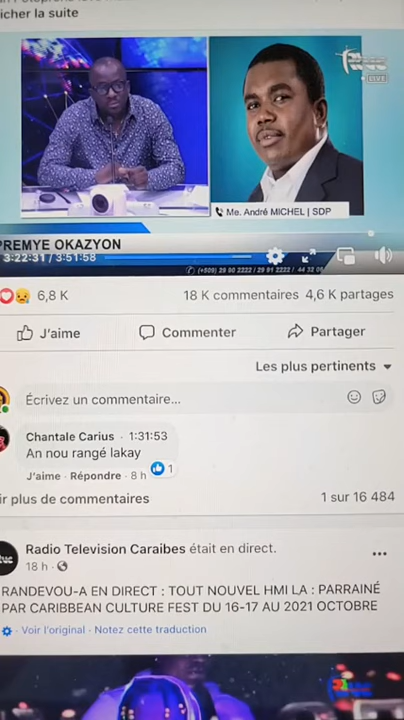 icher la suite
LIVE
Me. André MICHEL | SDP
PREMYE OKAZYON
3:22:31 / 3:51:58
6,8 K
18 K commentaires 4,6 K partages
J'aime
Commenter
Partager
Les plus pertinents
Écrivez un commentaire...
Chantale Carius · 1:31:53
An nou rangé lakay
J'aime · Répondre · 8 h
1
ir plus de commentaires
1 sur 16 484
Radio Television Caraibes était en direct.
18 h ·
RANDEVOU-A EN DIRECT : TOUT NOUVEL HMI LA : PARRAINÉ
PAR CARIBBEAN CULTURE FEST DU 16-17 AU 2021 OCTOBRE
· Voir l'original · Notez cette traduction